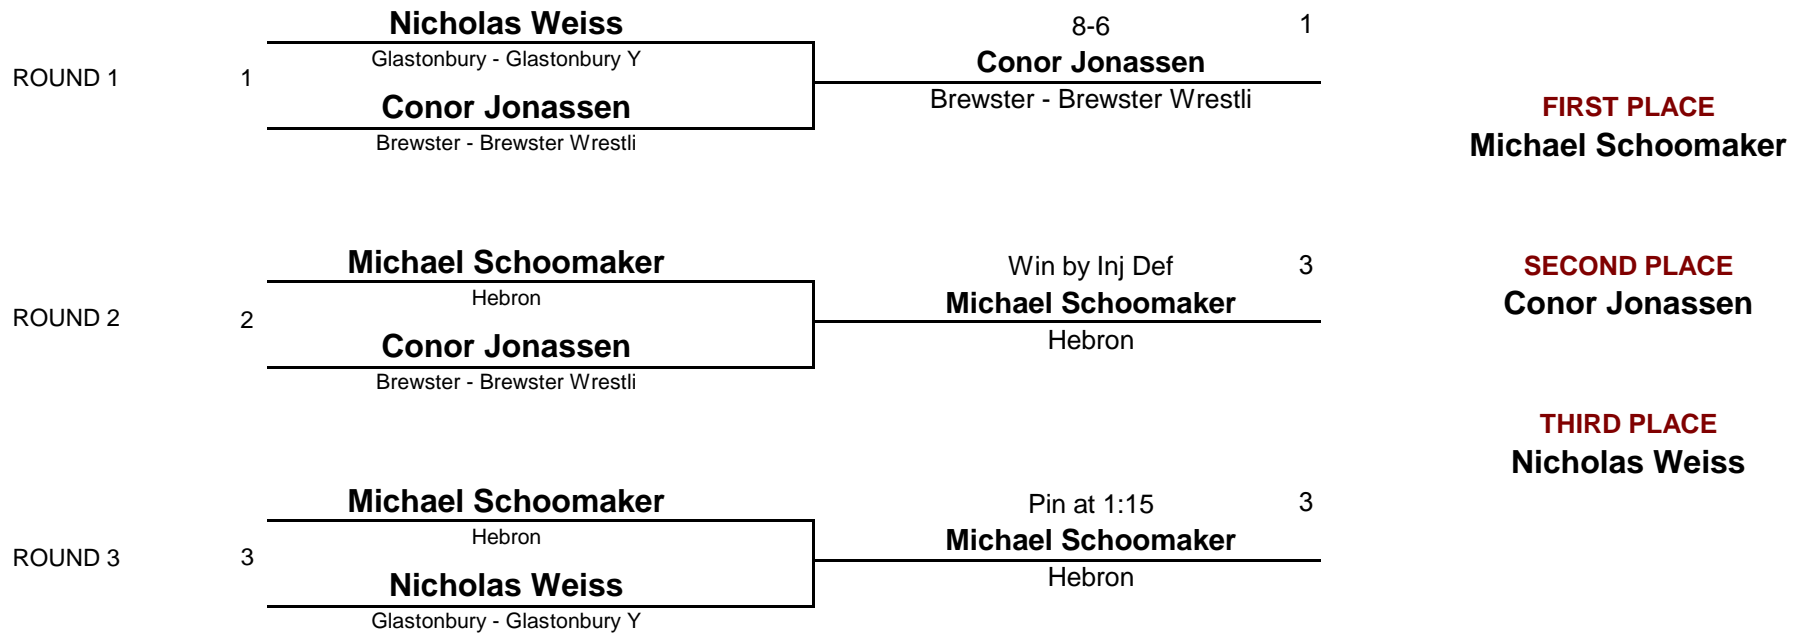 Nicholas Weiss
Glastonbury - Glastonbury Y
ROUND 1
1
Conor Jonassen
Brewster - Brewster Wrestli
8-6
1
Conor Jonassen
Brewster - Brewster Wrestli
FIRST PLACE
Michael Schoomaker
Michael Schoomaker
Hebron
ROUND 2
2
Conor Jonassen
Brewster - Brewster Wrestli
Win by Inj Def
3
Michael Schoomaker
Hebron
SECOND PLACE
Conor Jonassen
THIRD PLACE
Nicholas Weiss
Michael Schoomaker
Hebron
ROUND 3
3
Nicholas Weiss
Glastonbury - Glastonbury Y
Pin at 1:15
3
Michael Schoomaker
Hebron